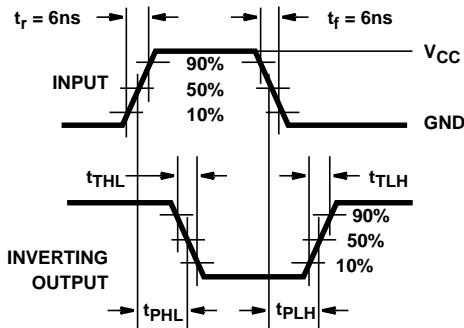 tr = 6ns
tf = 6ns
VCC
90%
INPUT
50%
10%
GND
tTHL
tTLH
90%
50%
INVERTING
OUTPUT
10%
tPHL
tPLH